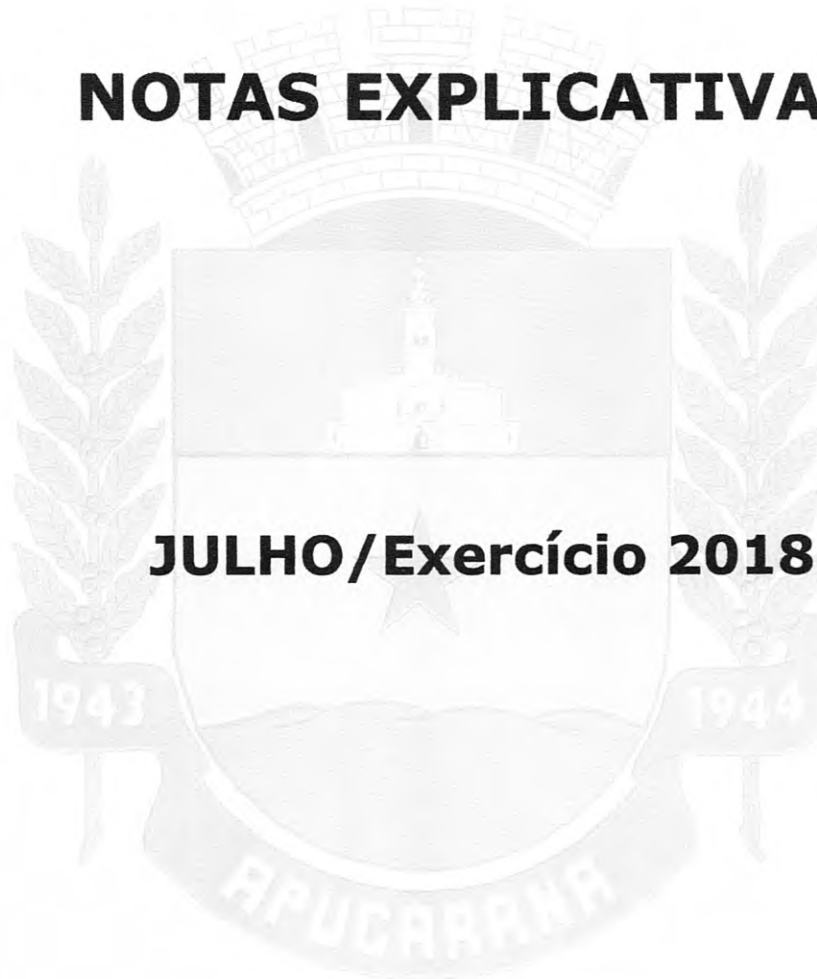 NOTAS EXPLICATIVA
JULHO/Exercício 2018
1943
1944
APUCARANA